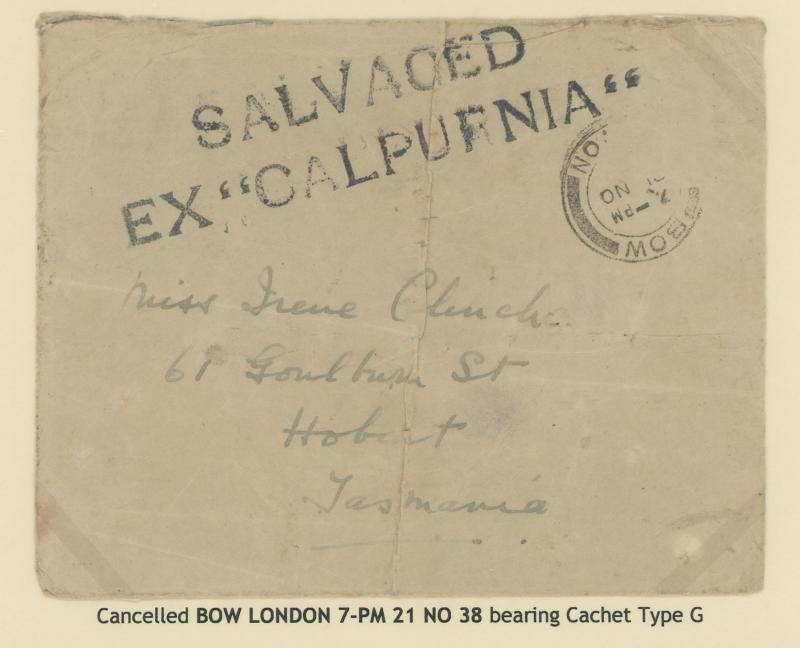 SALVAGED
EX "CALPURNIA"
BOW
7-PM
NO
ON
Miss Irene Clinch
61 Goulburn St
Hobart
Tasmania
Cancelled BOW LONDON 7-PM 21 NO 38 bearing Cachet Type G